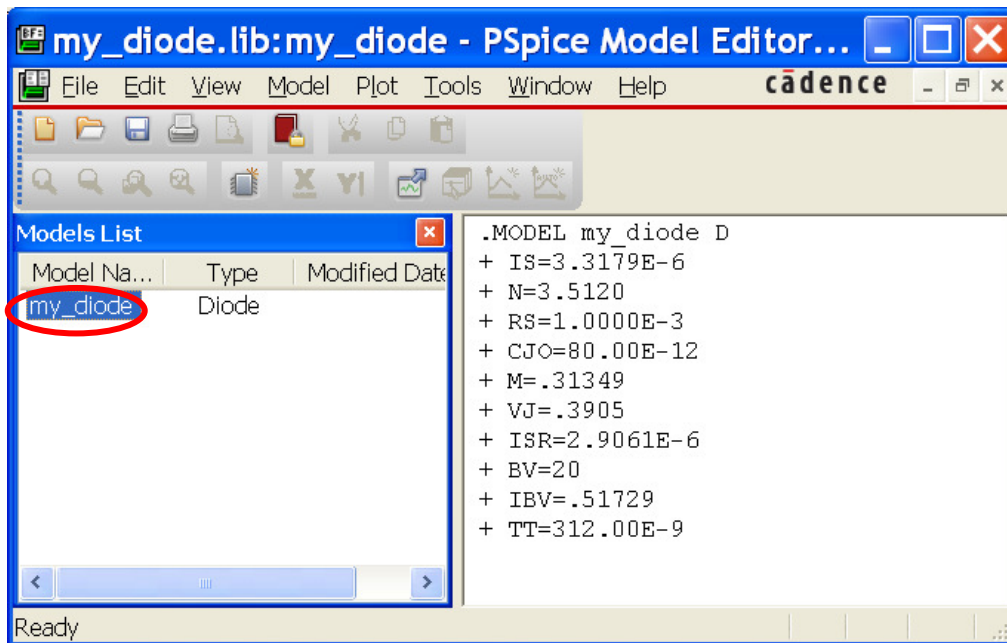 my_diode.lib:my_diode - PSpice Model Editor...
File Edit View Model Plot Tools Window Help cādence
Models List
Model Na... Type Modified Date
my_diode Diode
.MODEL my_diode D
+ IS=3.3179E-6
+ N=3.5120
+ RS=1.0000E-3
+ CJO=80.00E-12
+ M=.31349
+ VJ=.3905
+ ISR=2.9061E-6
+ BV=20
+ IBV=.51729
+ TT=312.00E-9
Ready